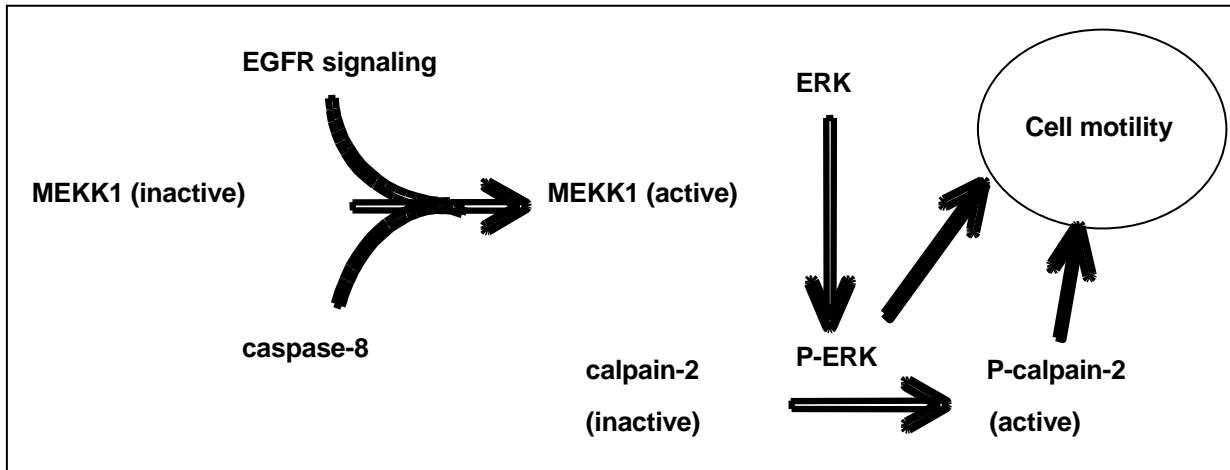 EGFR signaling
ERK
Cell motility
MEKK1 (inactive)
MEKK1 (active)
caspase-8
P-ERK
calpain-2
(inactive)
P-calpain-2
(active)